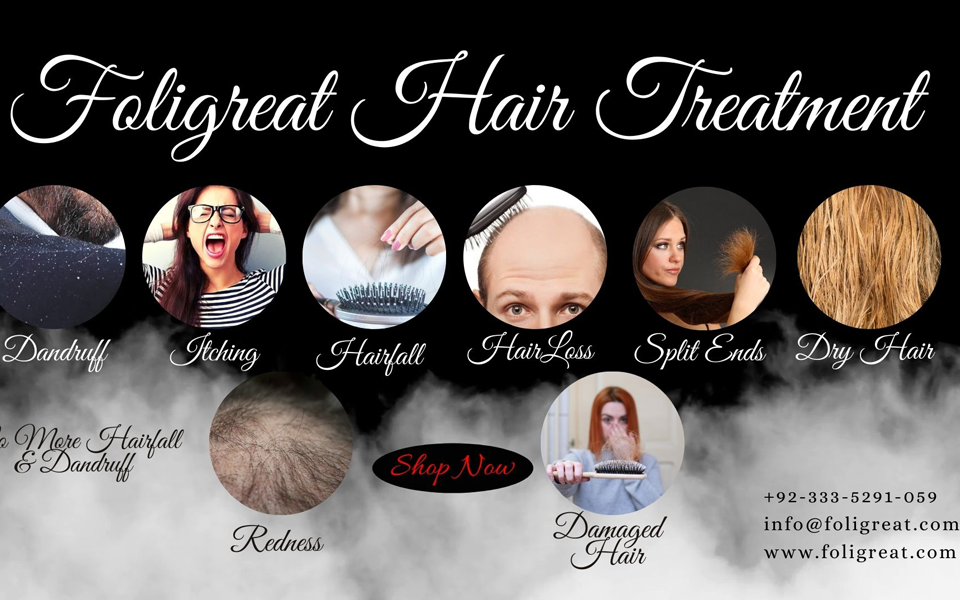 Foligreat Hair Treatment
Dandruff
Itching
Hairfall
HairLoss
Split Ends
Dry Hair
More Hairfall
& Dandruff
Shop Now
Redness
Damaged
Hair
+92-333-5291-059
info@foligreat.com
www.foligreat.com